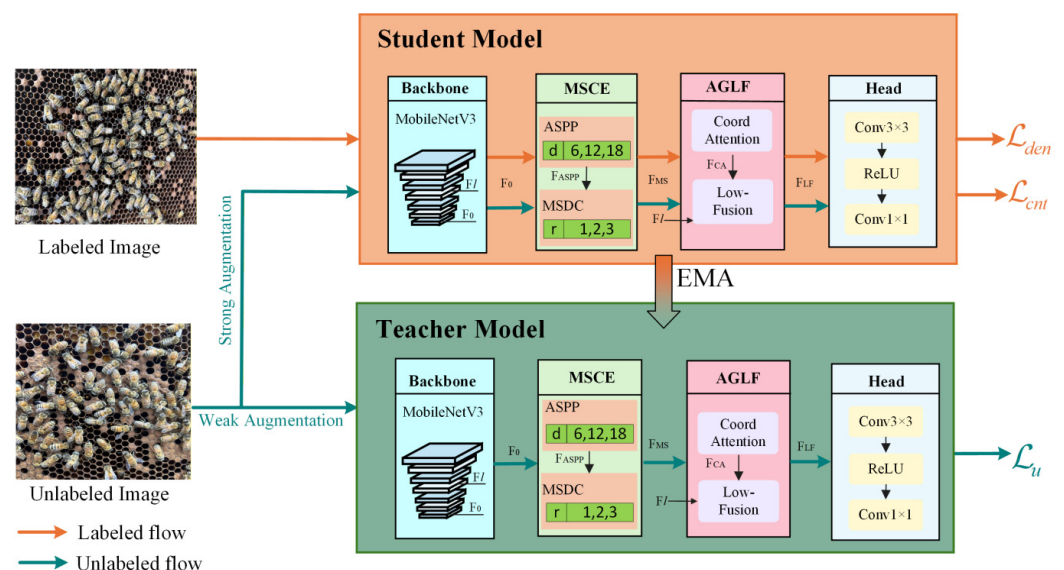 Student Model
Backbone
MobileNetV3
Fl
F0
F0
MSCE
ASPP
d 6,12,18
FASPP
MSDC
r 1,2,3
FMS
AGLF
Coord
Attention
FCA
Low-
Fusion
Fl
FLF
Head
Conv3×3
ReLU
Conv1×1
ℒden
ℒcnt
Labeled Image
Strong Augmentation
EMA
Teacher Model
Backbone
MobileNetV3
Fl
F0
F0
MSCE
ASPP
d 6,12,18
FASPP
MSDC
r 1,2,3
FMS
AGLF
Coord
Attention
FCA
Low-
Fusion
Fl
FLF
Head
Conv3×3
ReLU
Conv1×1
ℒu
Weak Augmentation
Unlabeled Image
Labeled flow
Unlabeled flow